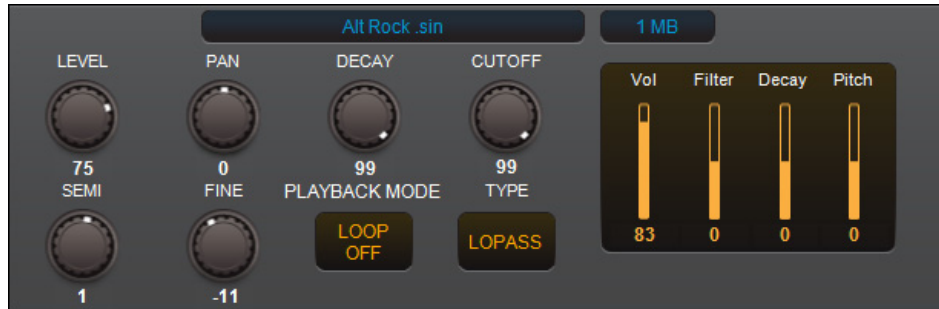 Alt Rock .sin 1 MB
LEVEL PAN DECAY CUTOFF
75 0 99 99
SEMI FINE PLAYBACK MODE TYPE
LOOP OFF
LOPASS
1 -11
Vol Filter Decay Pitch
83 0 0 0